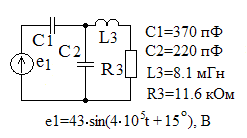 C1
L3
C2
R3
e1
C1=370 пФ
C2=220 пФ
L3=8.1 мГн
R3=11.6 кОм
e1=43·sin(4·10⁵t+15°), В